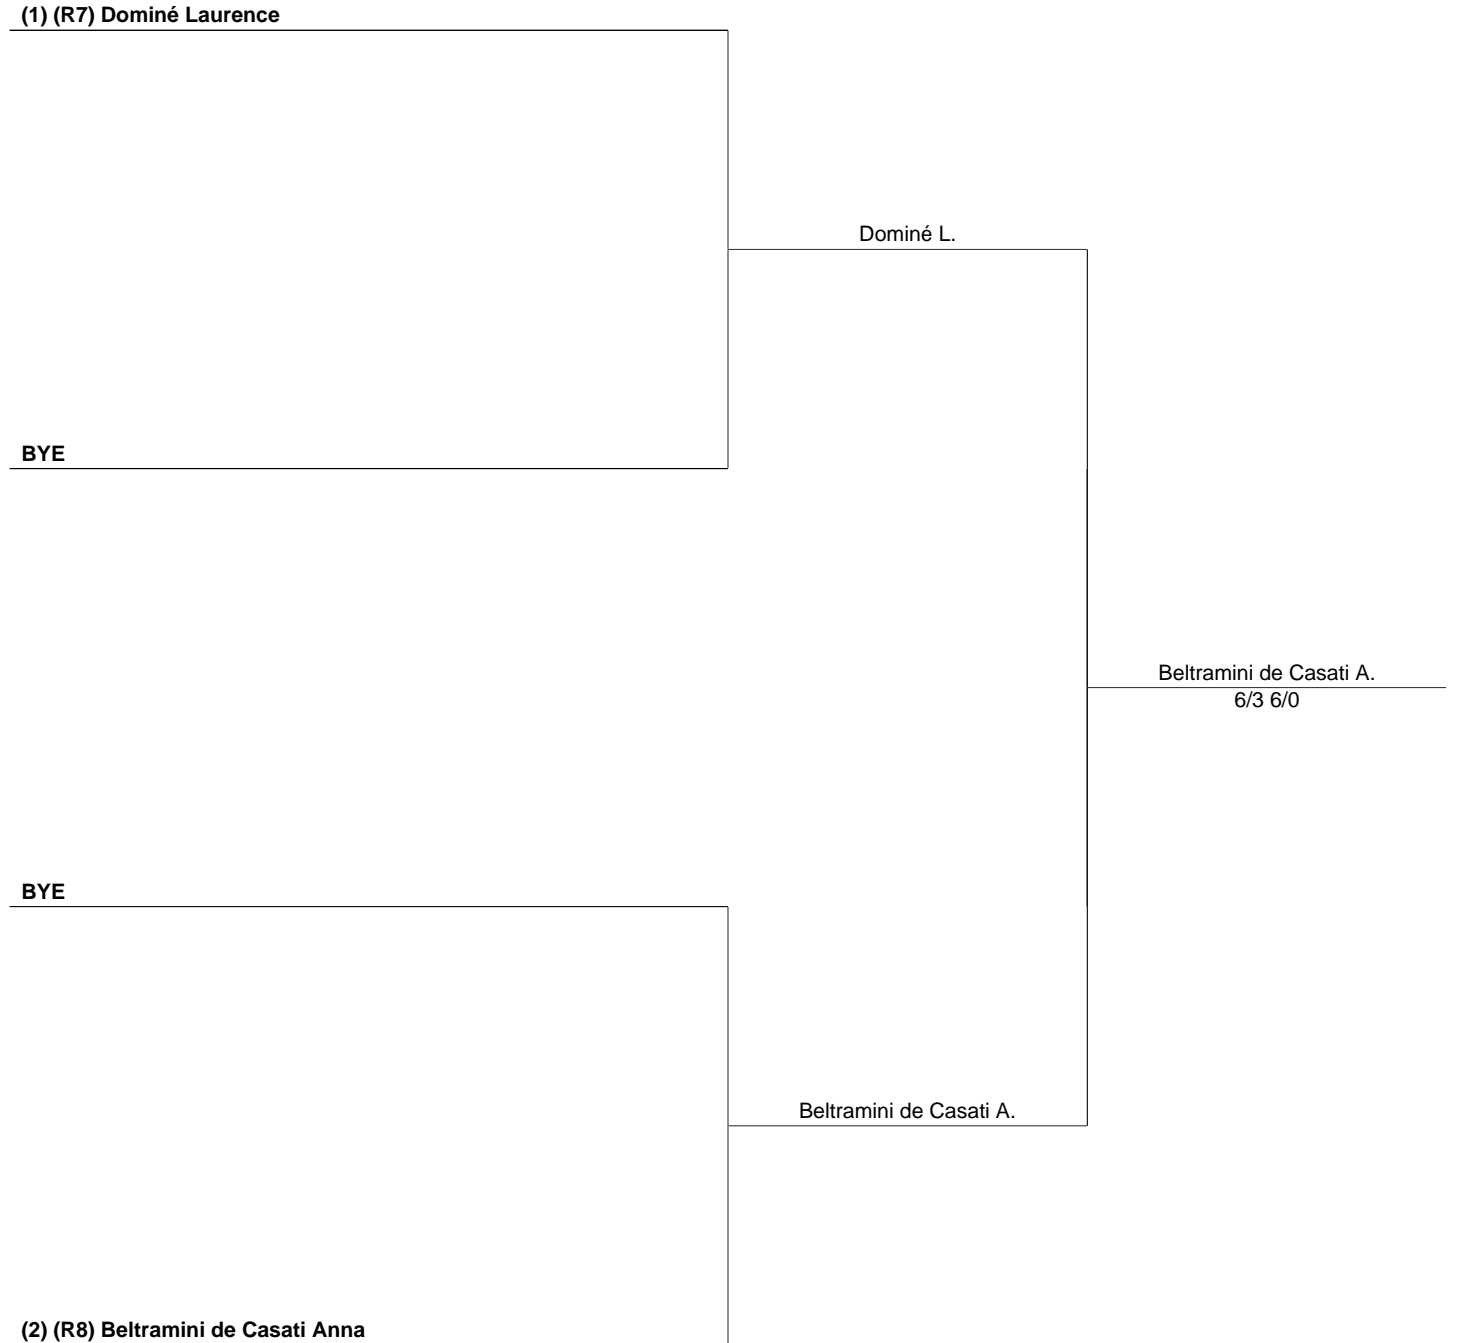 (1) (R7) Dominé Laurence
Dominé L.
BYE
Beltramini de Casati A.
6/3 6/0
BYE
Beltramini de Casati A.
(2) (R8) Beltramini de Casati Anna